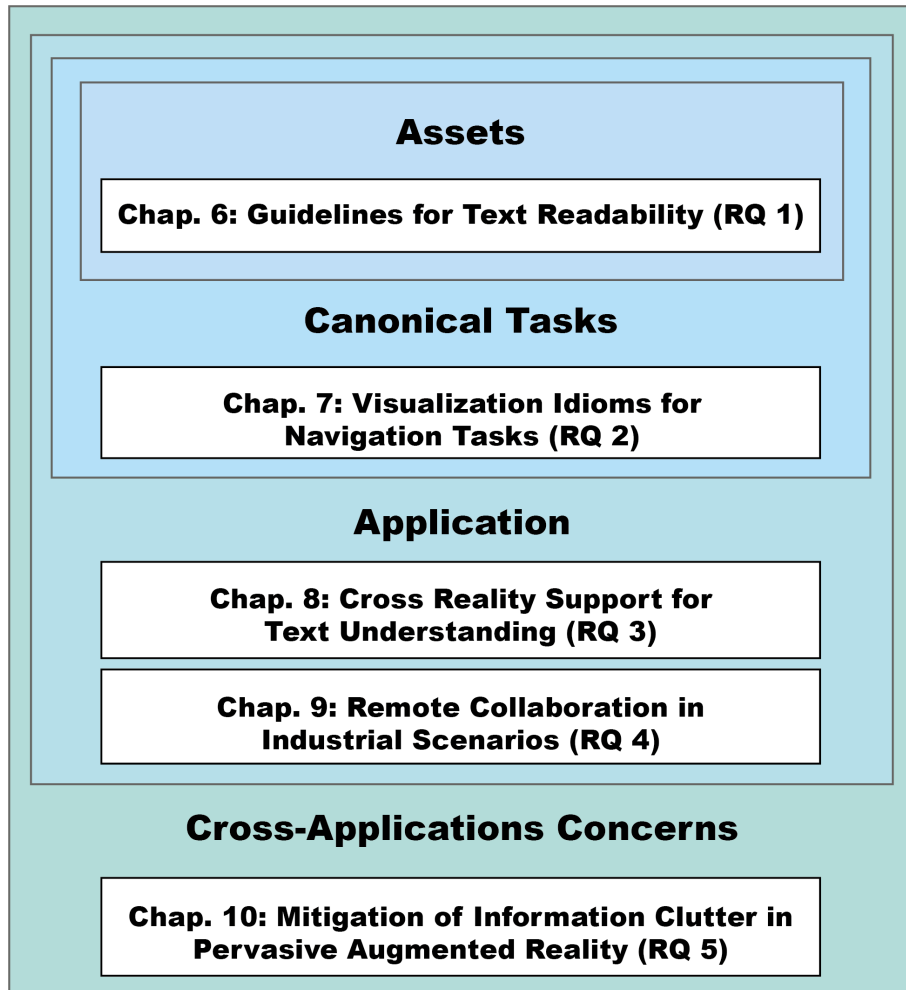 Assets
Chap. 6: Guidelines for Text Readability (RQ 1)
Canonical Tasks
Chap. 7: Visualization Idioms for
Navigation Tasks (RQ 2)
Application
Chap. 8: Cross Reality Support for
Text Understanding (RQ 3)
Chap. 9: Remote Collaboration in
Industrial Scenarios (RQ 4)
Cross-Applications Concerns
Chap. 10: Mitigation of Information Clutter in
Pervasive Augmented Reality (RQ 5)